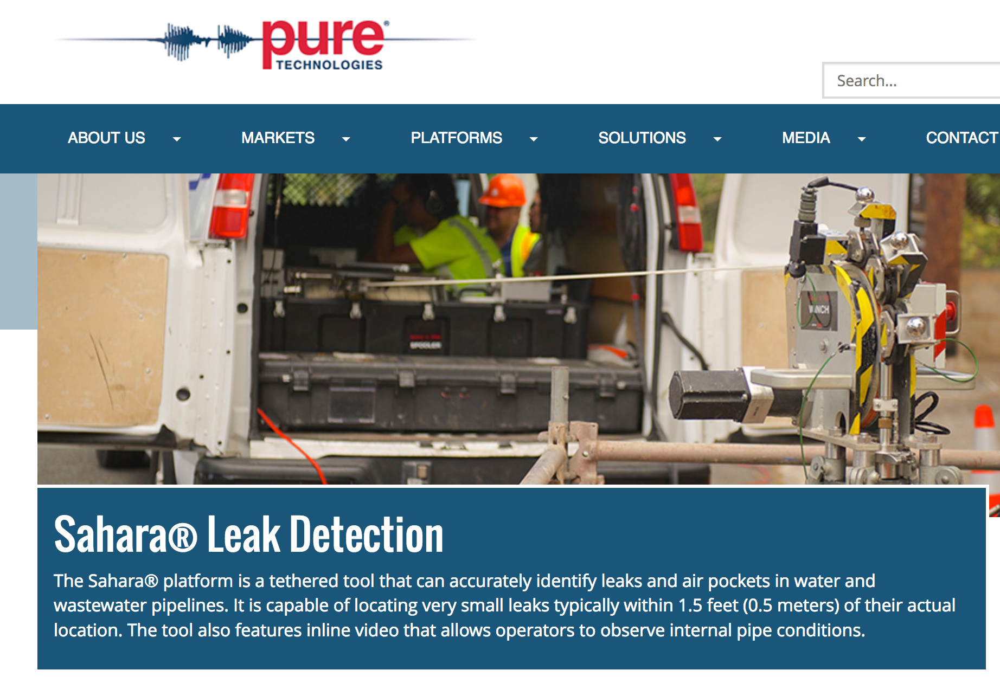 pure®
TECHNOLOGIES
Search...
ABOUT US MARKETS PLATFORMS SOLUTIONS MEDIA CONTACT
WINCH
SPOOLER
Sahara® Leak Detection
The Sahara® platform is a tethered tool that can accurately identify leaks and air pockets in water and
wastewater pipelines. It is capable of locating very small leaks typically within 1.5 feet (0.5 meters) of their actual
location. The tool also features inline video that allows operators to observe internal pipe conditions.